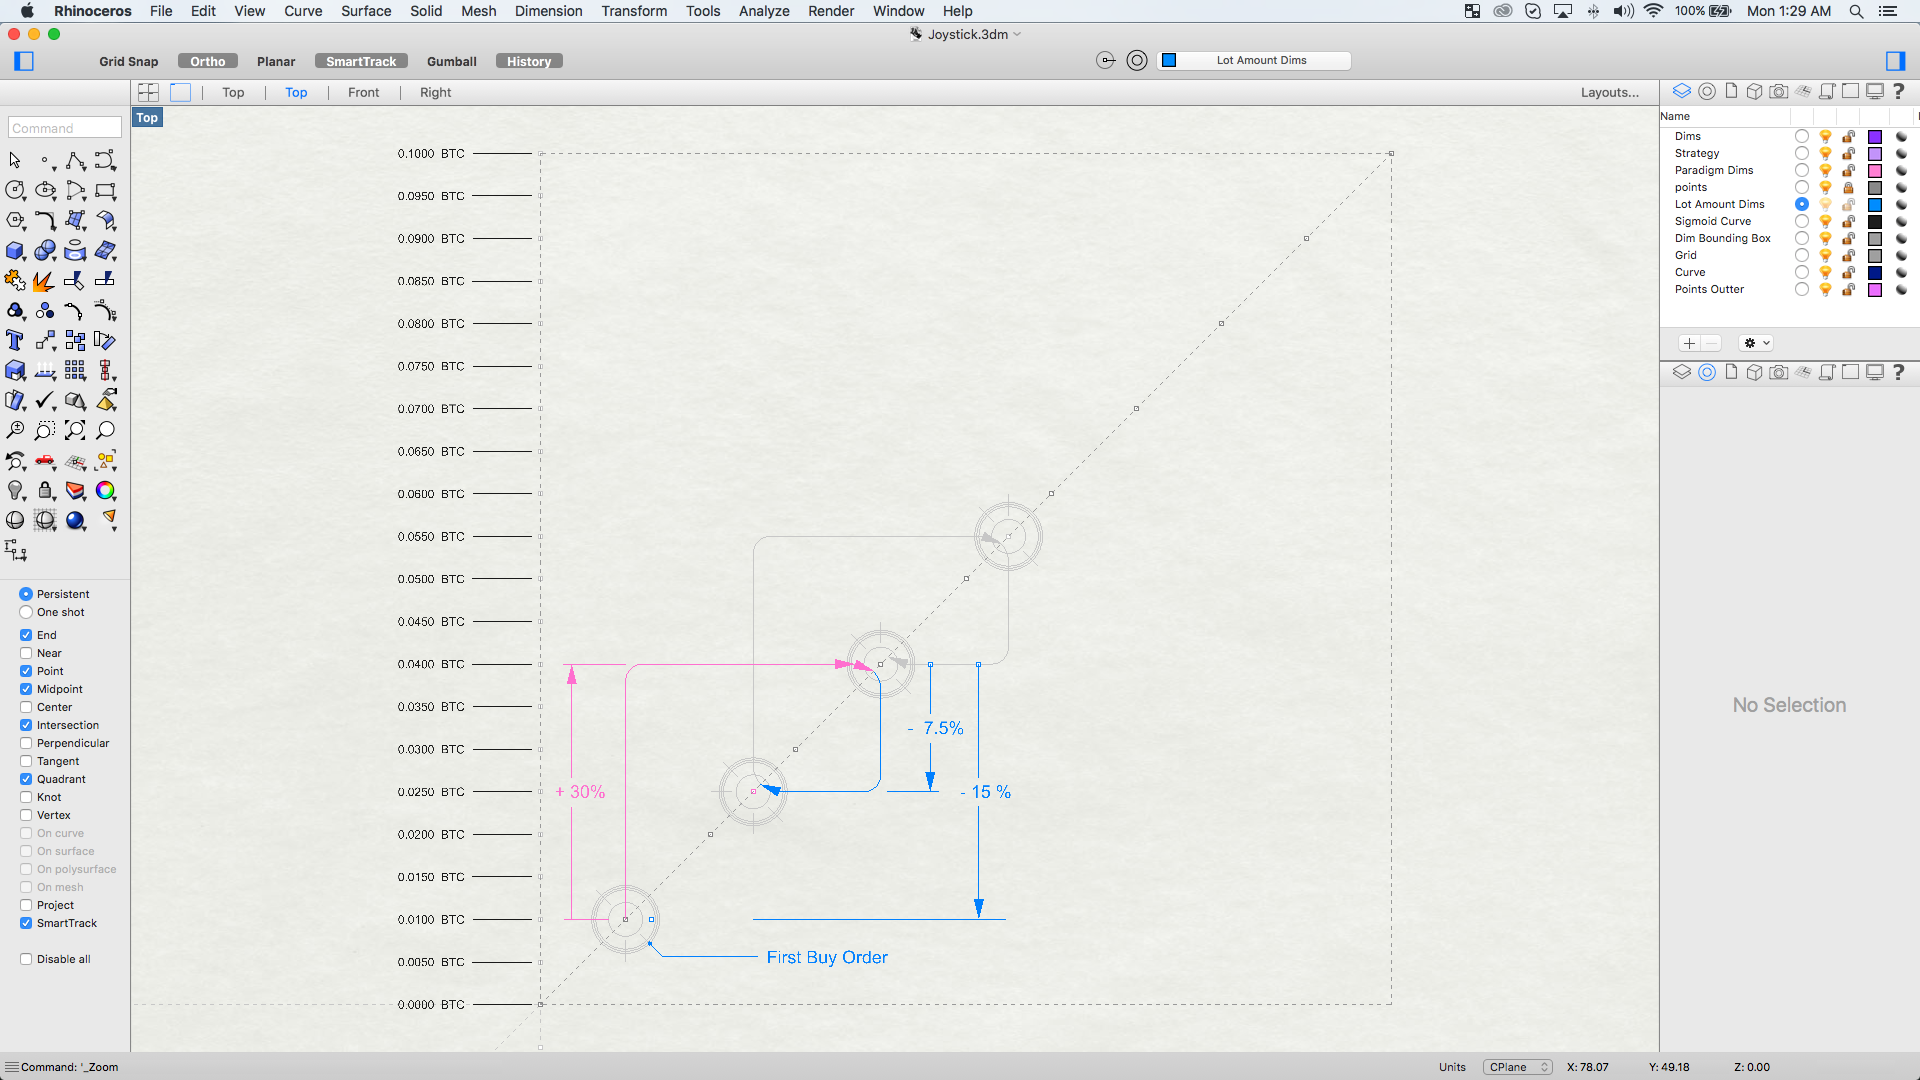 Rhinoceros File Edit View Curve Surface Solid Mesh Dimension Transform Tools Analyze Render Window Help 100% Mon 1:29 AM
Joystick.3dm
Grid Snap Ortho Planar SmartTrack Gumball History Lot Amount Dims
Top Top Front Right Layouts...
Top
Command
Name
Dims
Strategy
Paradigm Dims
points
Lot Amount Dims
Sigmoid Curve
Dim Bounding Box
Grid
Curve
Points Outter
No Selection
0.1000 BTC
0.0950 BTC
0.0900 BTC
0.0850 BTC
0.0800 BTC
0.0750 BTC
0.0700 BTC
0.0650 BTC
0.0600 BTC
0.0550 BTC
0.0500 BTC
0.0450 BTC
0.0400 BTC
0.0350 BTC
0.0300 BTC
0.0250 BTC
0.0200 BTC
0.0150 BTC
0.0100 BTC
0.0050 BTC
0.0000 BTC
- 7.5%
+ 30%
- 15 %
First Buy Order
Persistent
One shot
End
Near
Point
Midpoint
Center
Intersection
Perpendicular
Tangent
Quadrant
Knot
Vertex
On curve
On surface
On polysurface
On mesh
Project
SmartTrack
Disable all
Command: '_Zoom Units CPlane X: 78.07 Y: 49.18 Z: 0.00